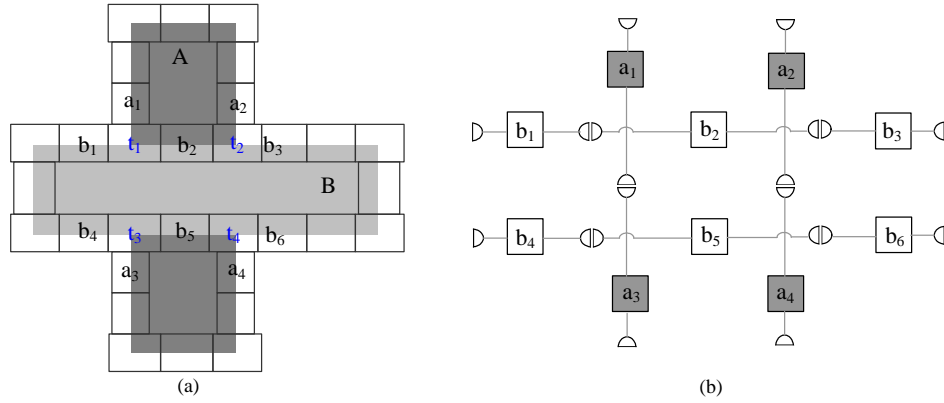 A
a1 a2
b1 t1 b2 t2 b3
B
b4 t3 b5 t4 b6
a3 a4
(a)
a1 a2
b1 b2 b3
b4 b5 b6
a3 a4
(b)